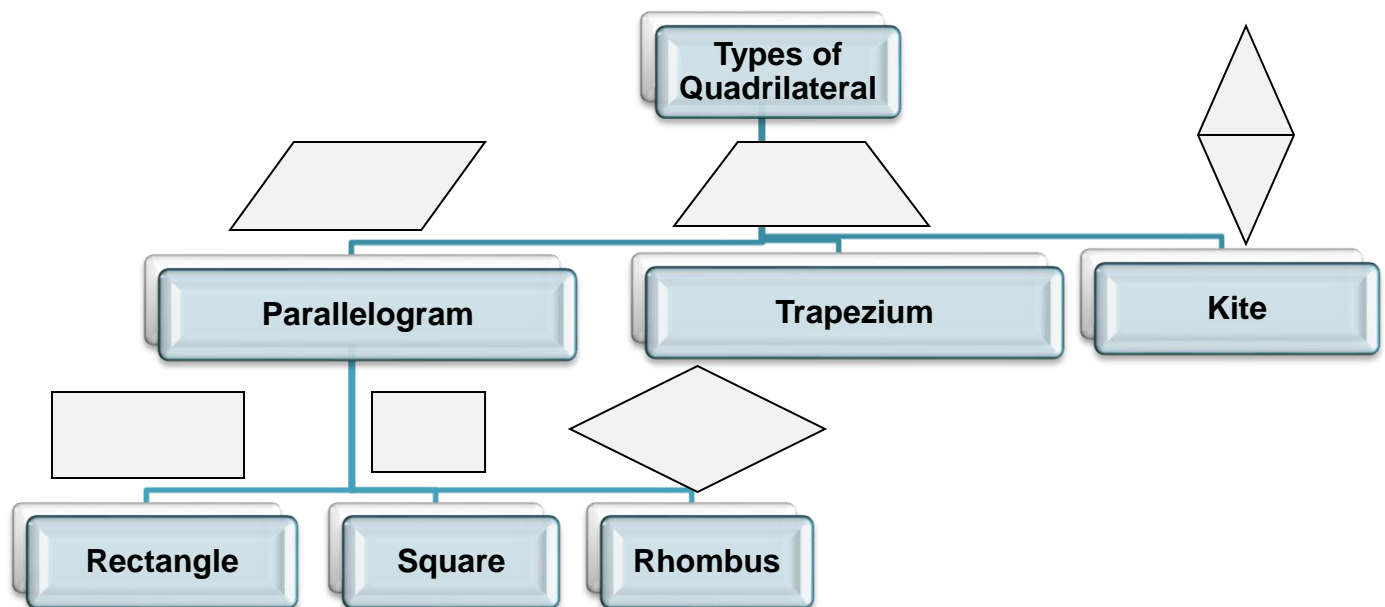 Types of
Quadrilateral
Parallelogram
Trapezium
Kite
Rectangle
Square
Rhombus